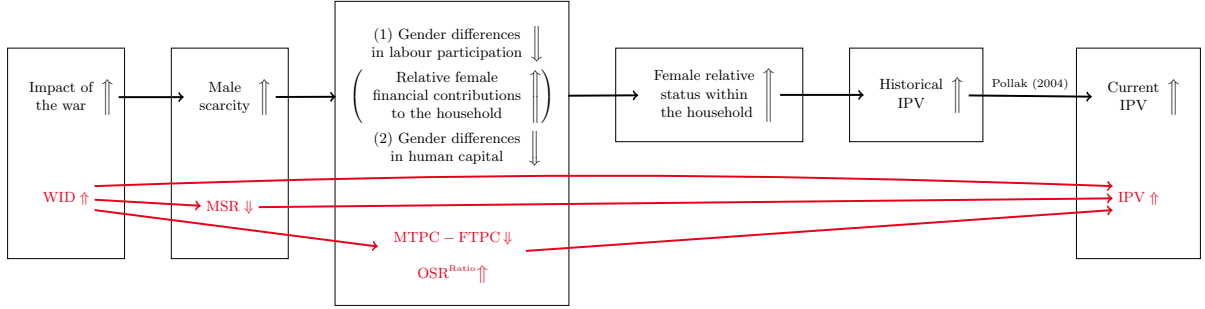 Impact of
the war ⇑
Male
scarcity ⇑
(1) Gender differences
in labour participation ⇓
(Relative female
financial contributions
to the household ⇑)
(2) Gender differences
in human capital ⇓
Female relative
status within
the household ⇑
Historical
IPV ⇑
Pollak (2004)
Current
IPV ⇑
WID ⇑
MSR ⇓
MTPC − FTPC ⇓
OSR^Ratio ⇑
IPV ⇑